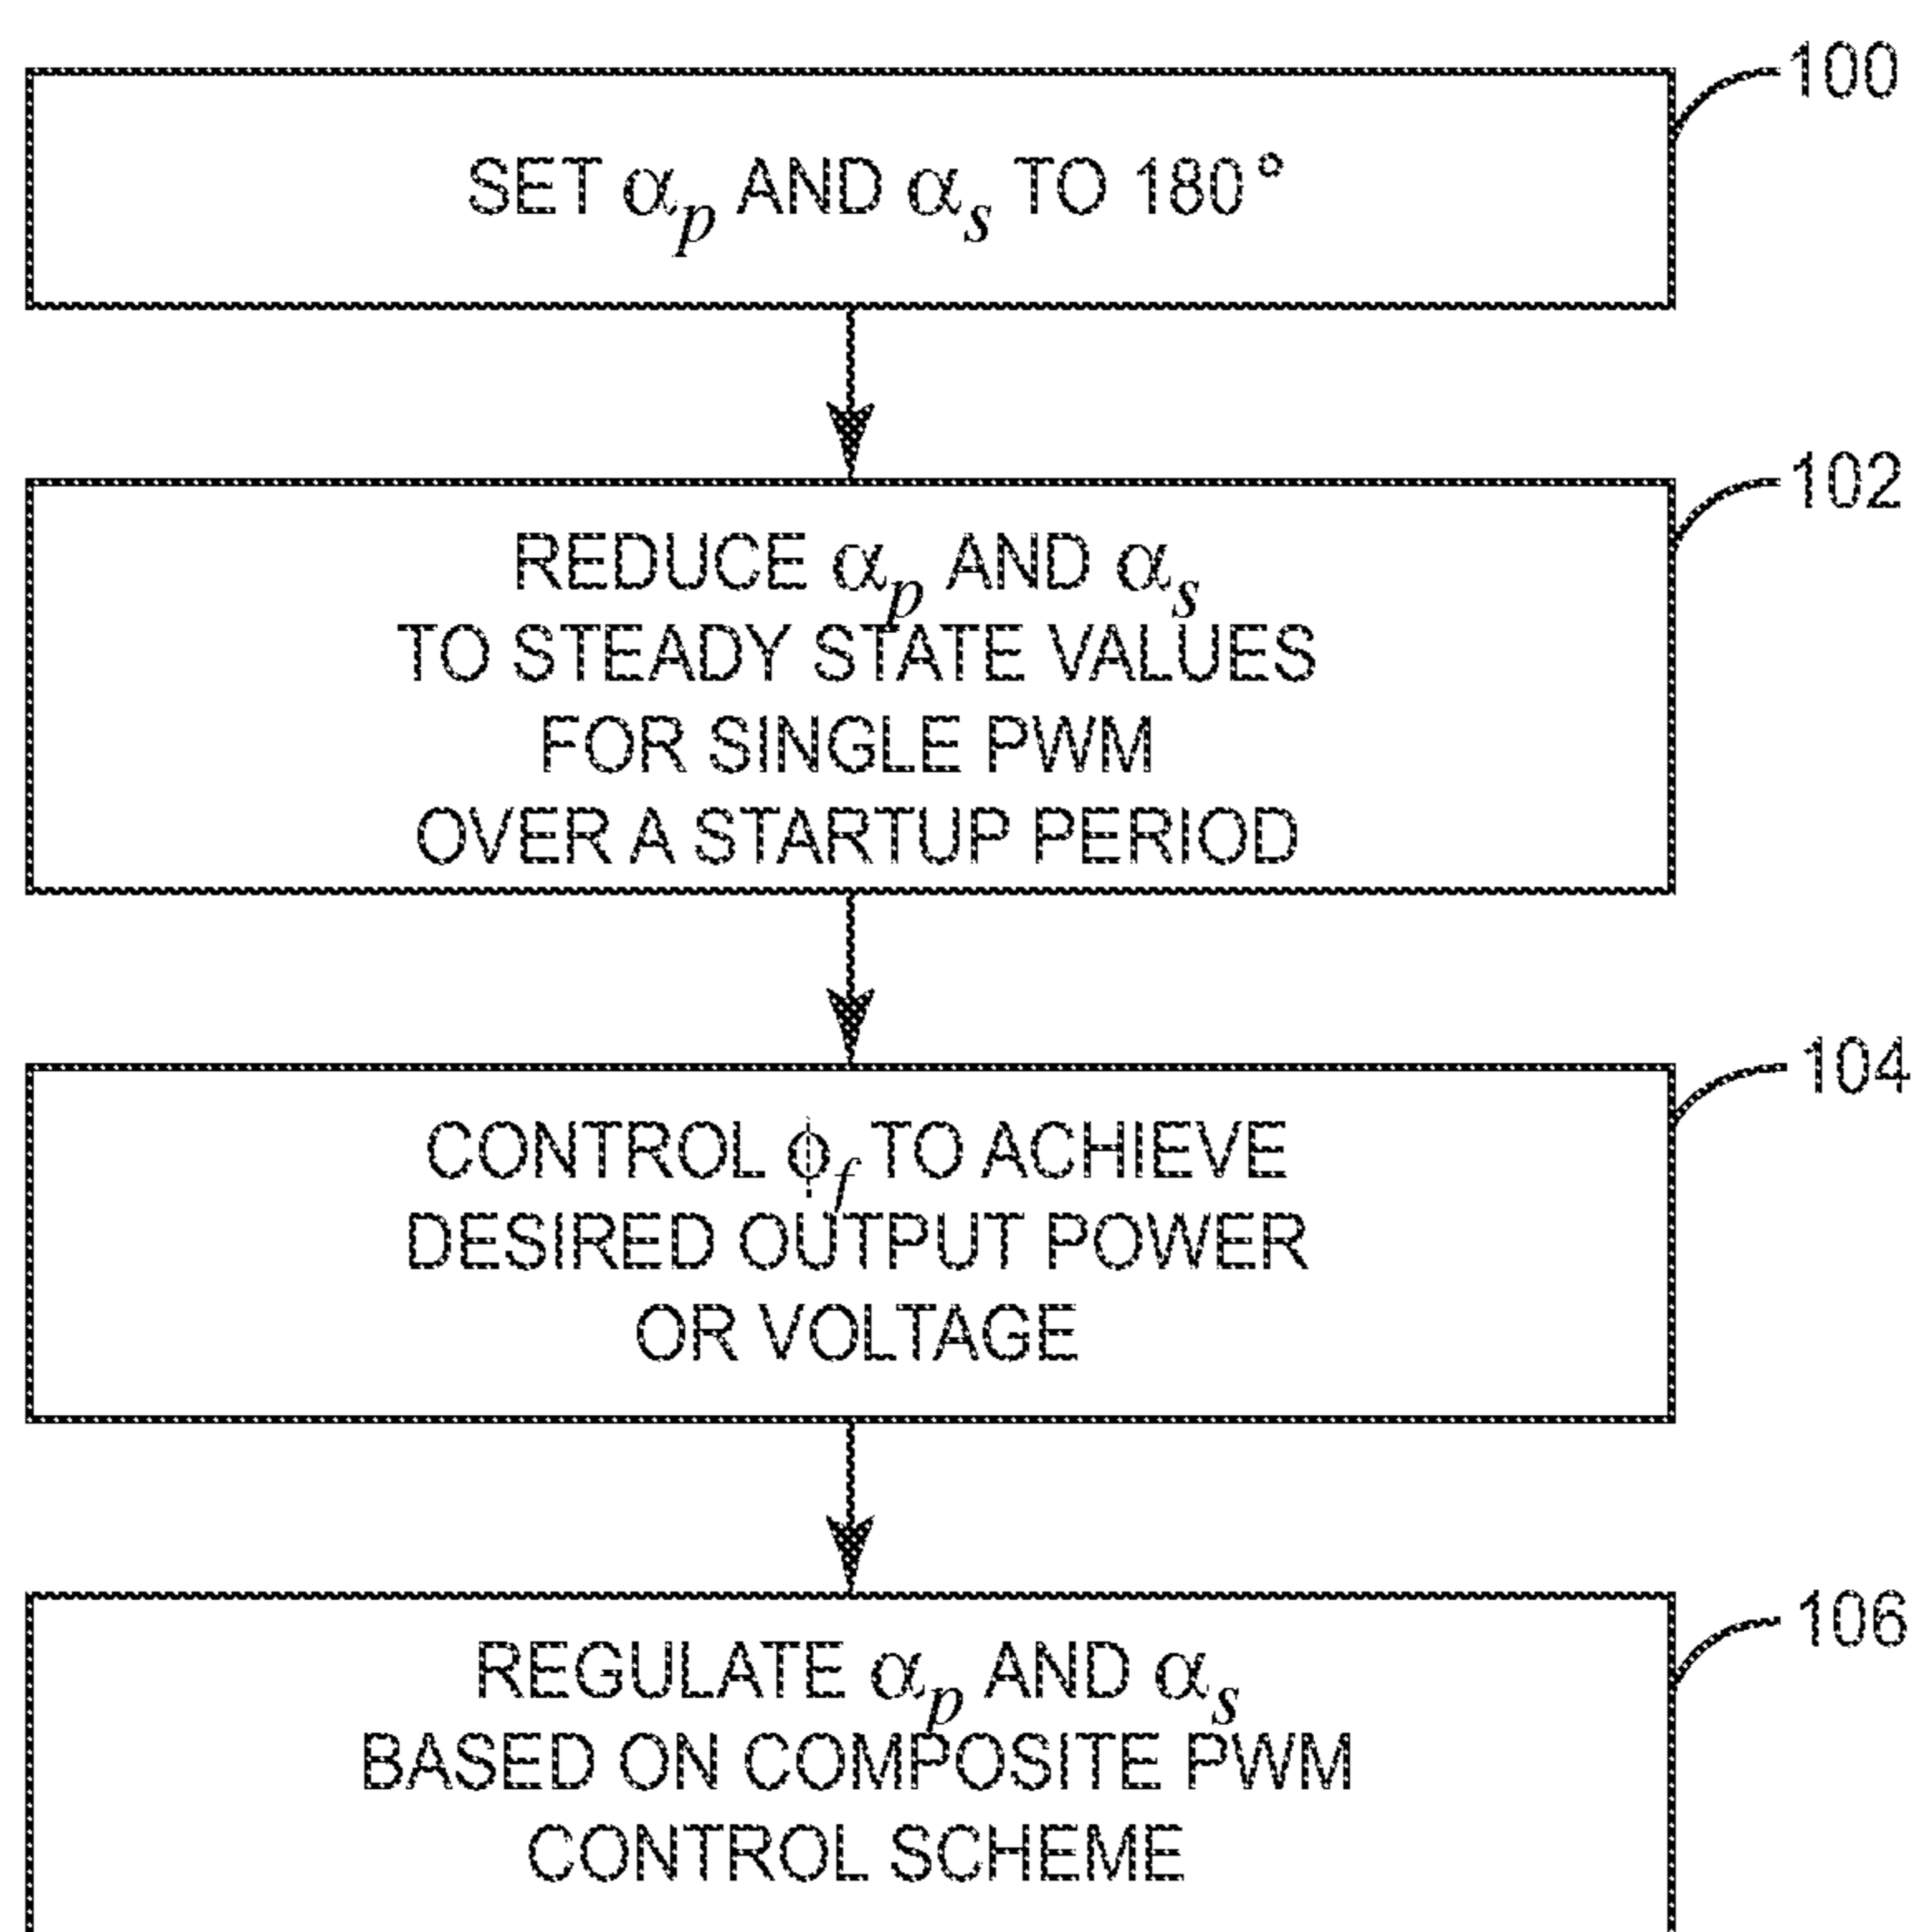 100
SET αp AND αs TO 180°
102
REDUCE αp AND αs
TO STEADY STATE VALUES
FOR SINGLE PWM
OVER A STARTUP PERIOD
104
CONTROL ϕf TO ACHIEVE
DESIRED OUTPUT POWER
OR VOLTAGE
106
REGULATE αp AND αs
BASED ON COMPOSITE PWM
CONTROL SCHEME